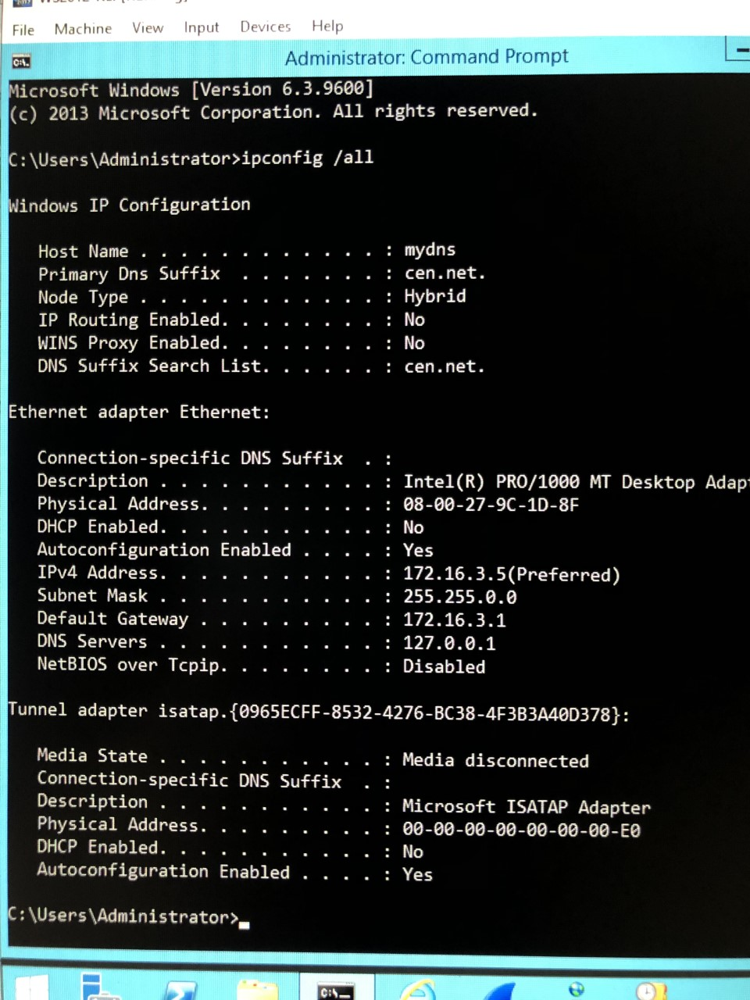 File Machine View Input Devices Help
Administrator: Command Prompt
Microsoft Windows [Version 6.3.9600]
(c) 2013 Microsoft Corporation. All rights reserved.
C:\Users\Administrator>ipconfig /all
Windows IP Configuration
Host Name . . . . . . . . . . . . : mydns
Primary Dns Suffix  . . . . . . . : cen.net.
Node Type . . . . . . . . . . . . : Hybrid
IP Routing Enabled. . . . . . . . : No
WINS Proxy Enabled. . . . . . . . : No
DNS Suffix Search List. . . . . . : cen.net.
Ethernet adapter Ethernet:
Connection-specific DNS Suffix  . :
Description . . . . . . . . . . . : Intel(R) PRO/1000 MT Desktop Adapt
Physical Address. . . . . . . . . : 08-00-27-9C-1D-8F
DHCP Enabled. . . . . . . . . . . : No
Autoconfiguration Enabled . . . . : Yes
IPv4 Address. . . . . . . . . . . : 172.16.3.5(Preferred)
Subnet Mask . . . . . . . . . . . : 255.255.0.0
Default Gateway . . . . . . . . . : 172.16.3.1
DNS Servers . . . . . . . . . . . : 127.0.0.1
NetBIOS over Tcpip. . . . . . . . : Disabled
Tunnel adapter isatap.{0965ECFF-8532-4276-BC38-4F3B3A40D378}:
Media State . . . . . . . . . . . : Media disconnected
Connection-specific DNS Suffix  . :
Description . . . . . . . . . . . : Microsoft ISATAP Adapter
Physical Address. . . . . . . . . : 00-00-00-00-00-00-00-E0
DHCP Enabled. . . . . . . . . . . : No
Autoconfiguration Enabled . . . . : Yes
C:\Users\Administrator>